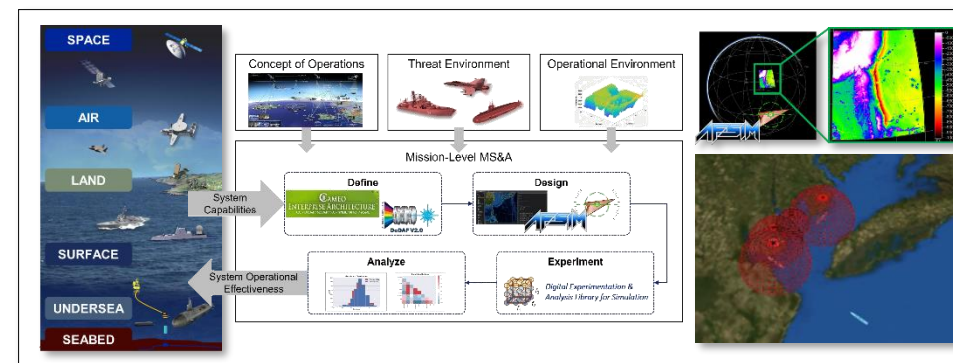 SPACE
AIR
LAND
SURFACE
UNDERSEA
SEABED
System
Capabilities
System Operational
Effectiveness
Concept of Operations
Threat Environment
Operational Environment
Mission-Level MS&A
Define
CAMEO
ENTERPRISE ARCHITECTURE
DoDAF V2.0
Design
AFSIM
Analyze
Experiment
Digital Experimentation &
Analysis Library for Simulation
AFSIM